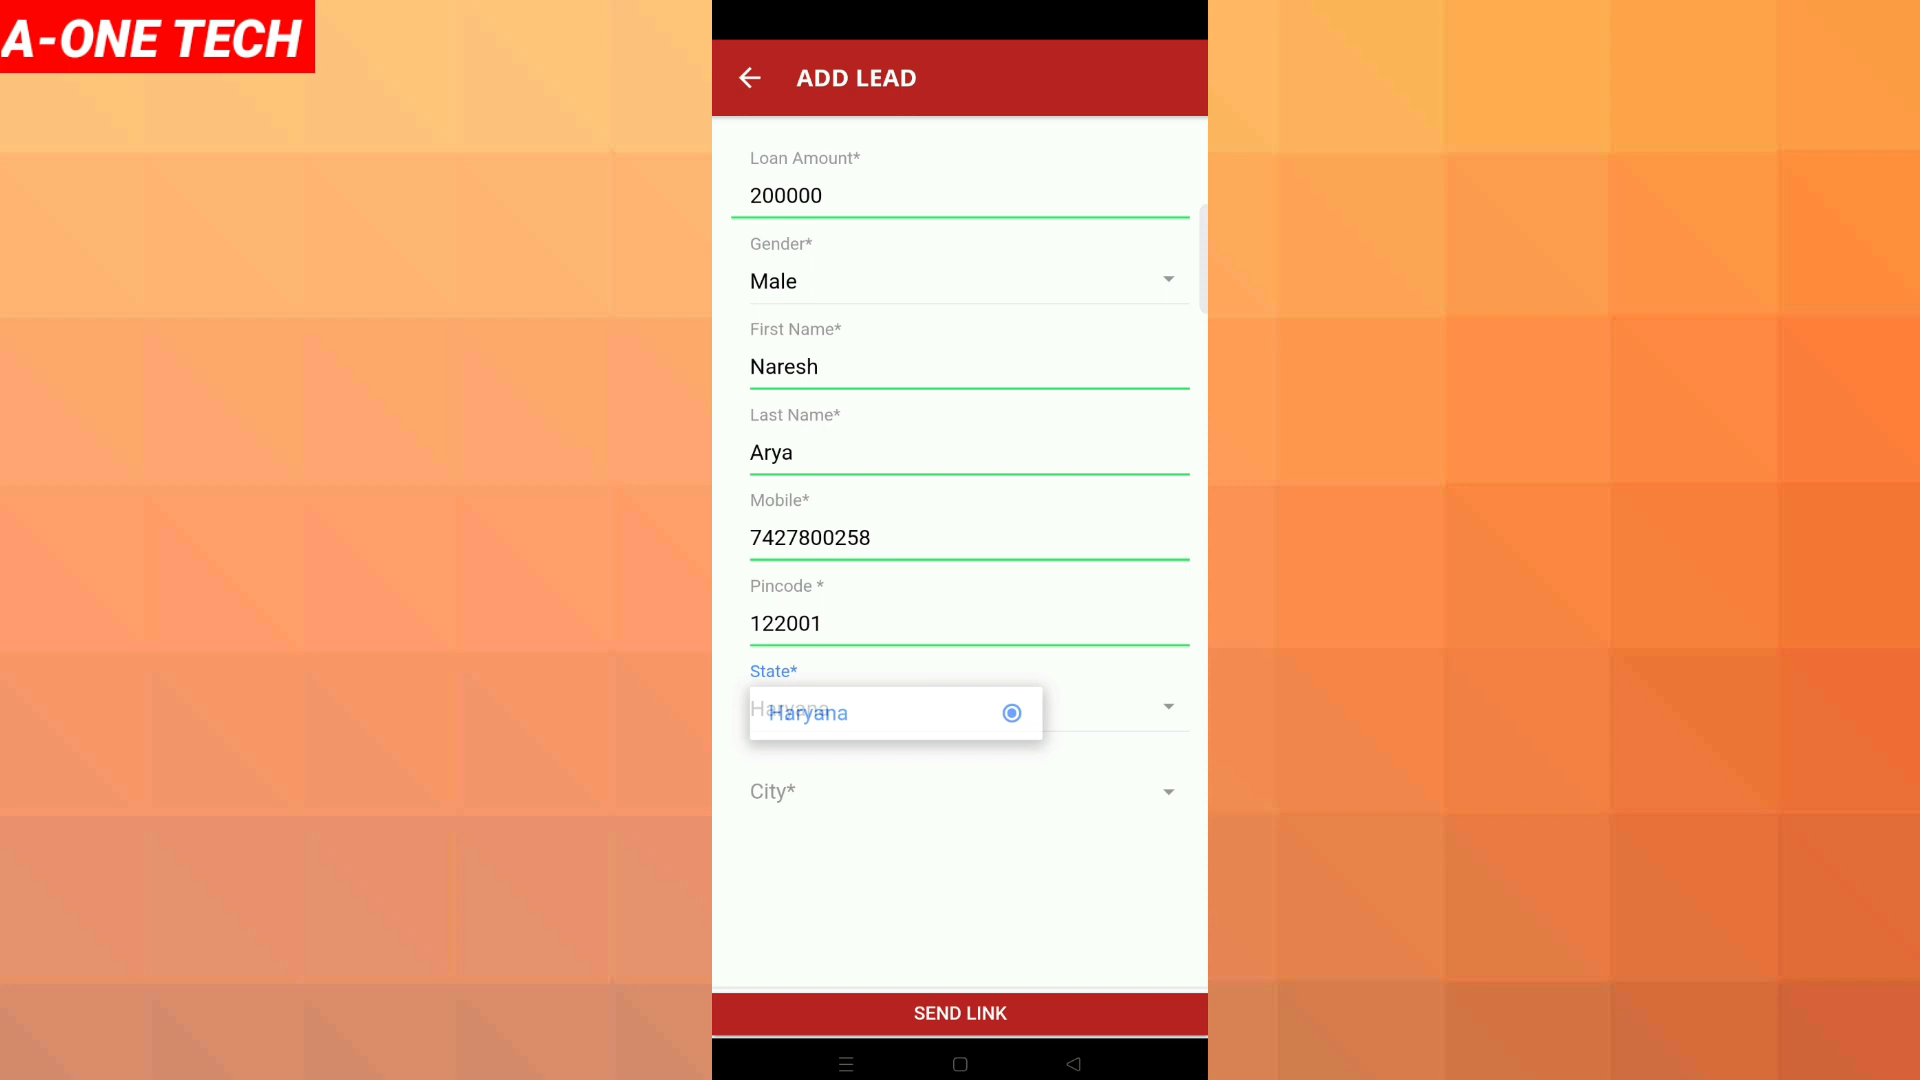 A-ONE TECH
ADD LEAD
Loan Amount*
200000
Gender*
Male
First Name*
Naresh
Last Name*
Arya
Mobile*
7427800258
Pincode *
122001
State*
Haryana
Haryana
City*
SEND LINK